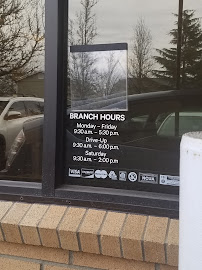 BRANCH HOURS
Monday – Friday
9:30 a.m. – 5:30 p.m.
Drive-Up
9:30 a.m. – 6:00 p.m.
Saturday
9:30 a.m. – 2:00 p.m
VISA